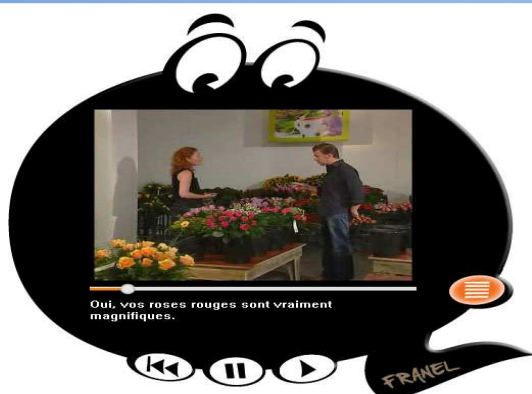 Oui, vos roses rouges sont vraiment
magnifiques.
FRANEL